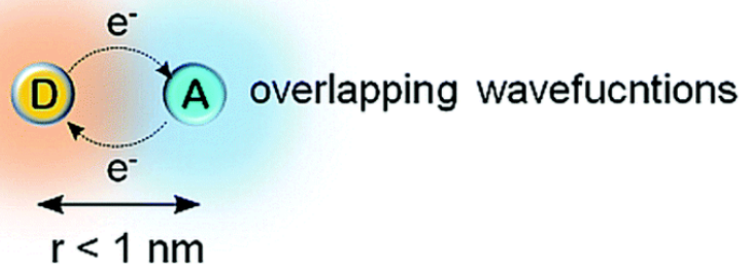 e⁻
D A overlapping wavefucntions
e⁻
r < 1 nm